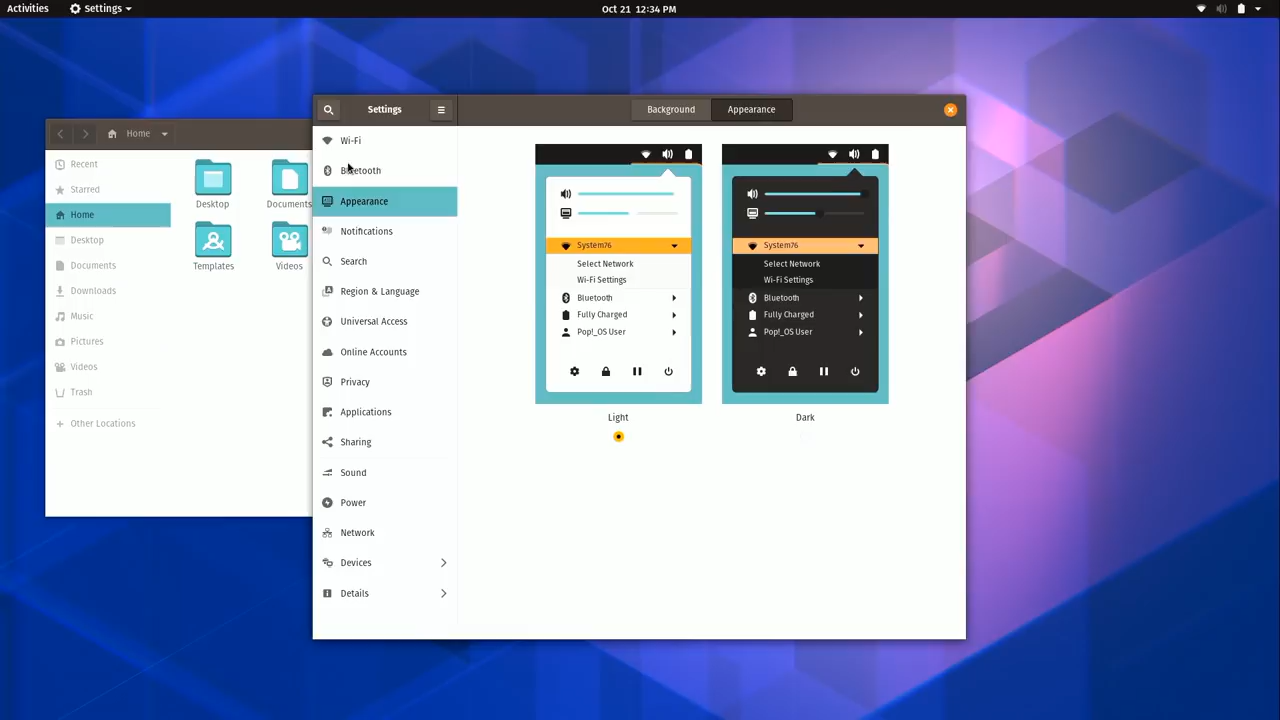 Activities
Settings
Oct 21 12:34 PM
Home
Recent
Starred
Home
Desktop
Documents
Downloads
Music
Pictures
Videos
Trash
Other Locations
Desktop
Documents
Templates
Videos
Settings
Background
Appearance
Wi-Fi
Bluetooth
Appearance
Notifications
Search
Region & Language
Universal Access
Online Accounts
Privacy
Applications
Sharing
Sound
Power
Network
Devices
Details
System76
Select Network
Wi-Fi Settings
Bluetooth
Fully Charged
Pop!_OS User
Light
System76
Select Network
Wi-Fi Settings
Bluetooth
Fully Charged
Pop!_OS User
Dark